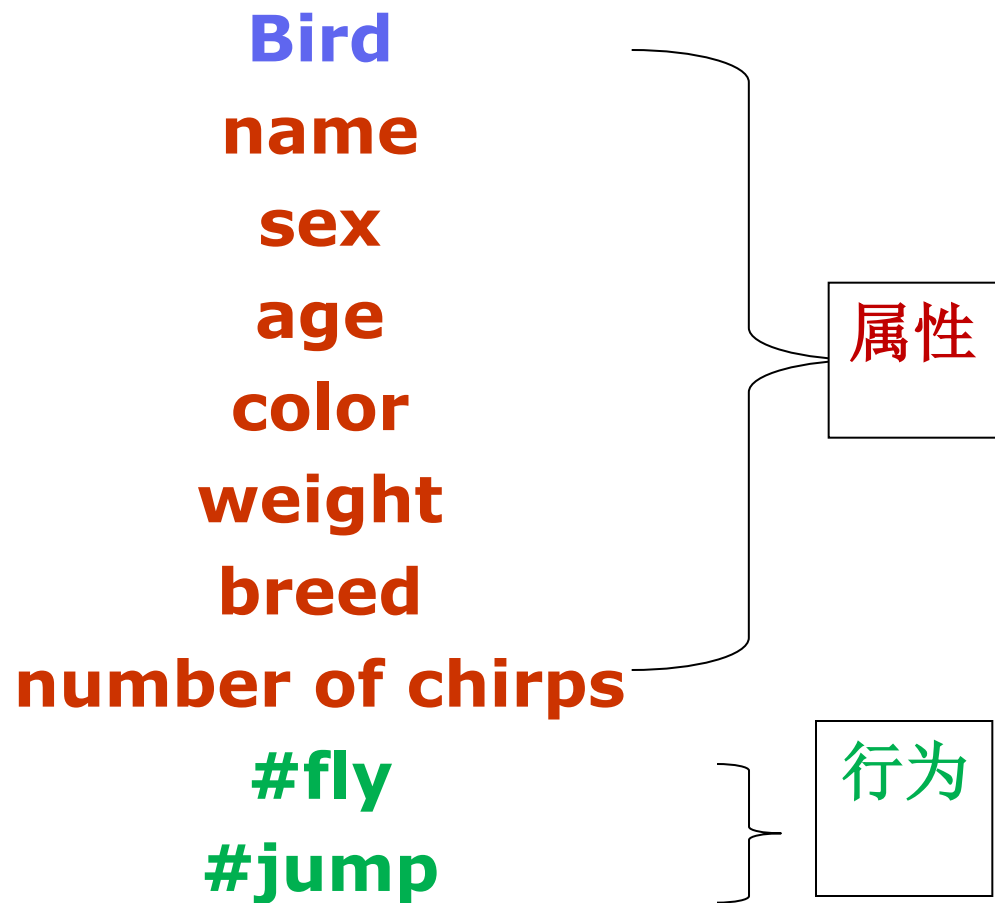 Bird
name
sex
age
color
weight
breed
number of chirps
属性
#fly
#jump
行为